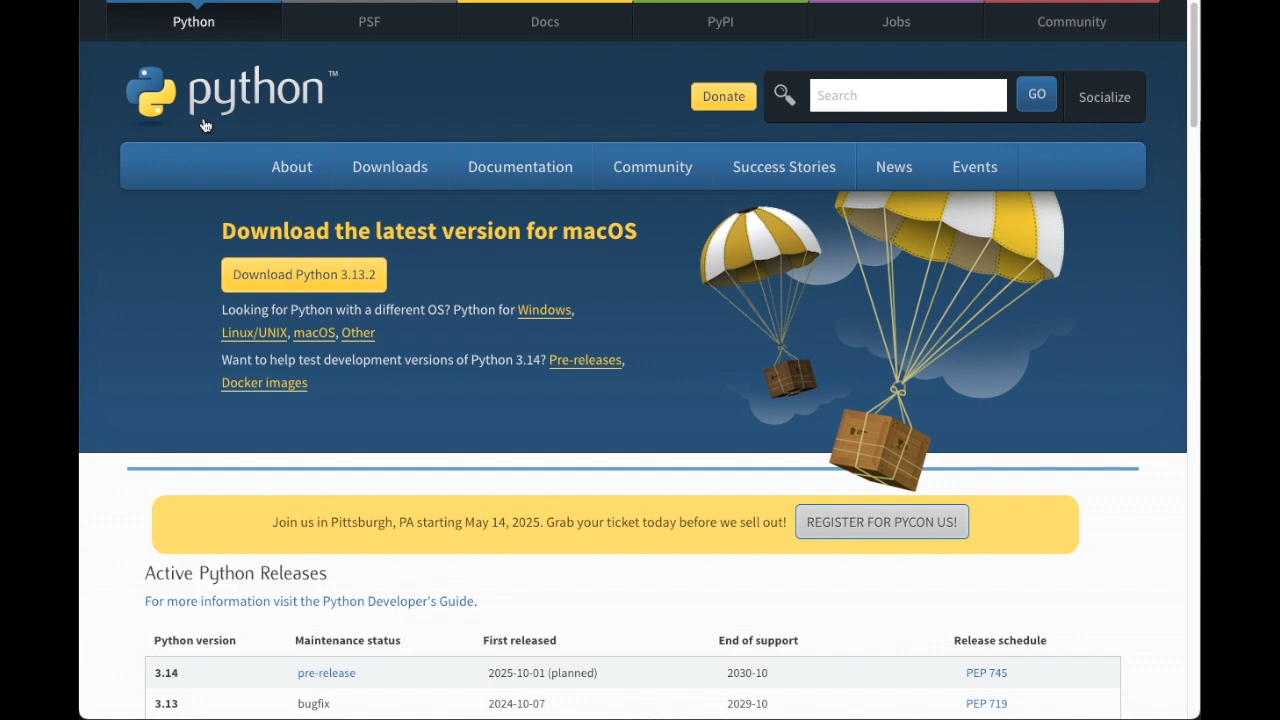 Python PSF Docs PyPI Jobs Community
python™
Donate Search GO Socialize
About Downloads Documentation Community Success Stories News Events
Download the latest version for macOS
Download Python 3.13.2
Looking for Python with a different OS? Python for Windows,
Linux/UNIX, macOS, Other
Want to help test development versions of Python 3.14? Pre-releases,
Docker images
Join us in Pittsburgh, PA starting May 14, 2025. Grab your ticket today before we sell out! REGISTER FOR PYCON US!
Active Python Releases
For more information visit the Python Developer's Guide.
Python version Maintenance status First released End of support Release schedule
3.14 pre-release 2025-10-01 (planned) 2030-10 PEP 745
3.13 bugfix 2024-10-07 2029-10 PEP 719